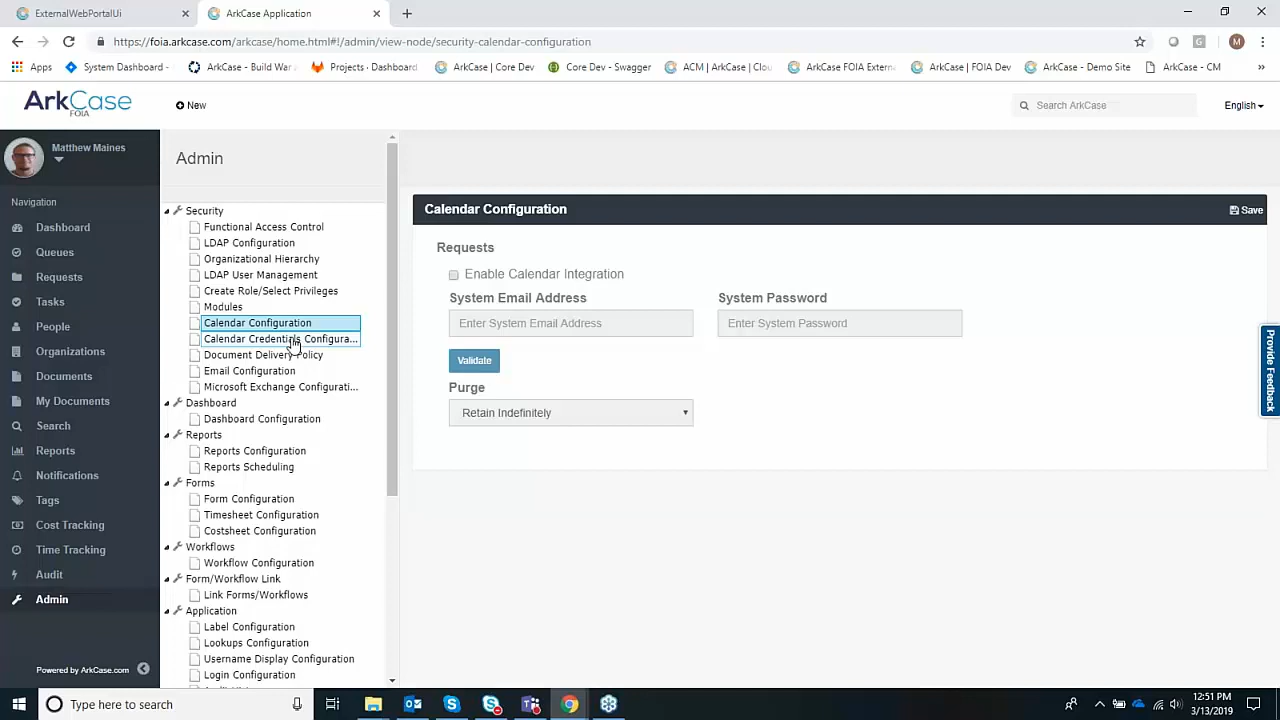 ExternalWebPortalUi
ArkCase Application
https://foia.arkcase.com/arkcase/home.html#!/admin/view-node/security-calendar-configuration
M
Apps
System Dashboard -
ArkCase - Build War
Projects · Dashboard
ArkCase | Core Dev
Core Dev - Swagger
ACM | ArkCase | Clou
ArkCase FOIA Extern
ArkCase | FOIA Dev
ArkCase - Demo Site
ArkCase - CM
»
ArkCase
FOIA
New
Search ArkCase
English
Matthew Maines
Navigation
Dashboard
Queues
Requests
Tasks
People
Organizations
Documents
My Documents
Search
Reports
Notifications
Tags
Cost Tracking
Time Tracking
Audit
Admin
Powered by ArkCase.com
Admin
Security
Functional Access Control
LDAP Configuration
Organizational Hierarchy
LDAP User Management
Create Role/Select Privileges
Modules
Calendar Configuration
Calendar Credentials Configura...
Document Delivery Policy
Email Configuration
Microsoft Exchange Configurati...
Dashboard
Dashboard Configuration
Reports
Reports Configuration
Reports Scheduling
Forms
Form Configuration
Timesheet Configuration
Costsheet Configuration
Workflows
Workflow Configuration
Form/Workflow Link
Link Forms/Workflows
Application
Label Configuration
Lookups Configuration
Username Display Configuration
Login Configuration
Calendar Configuration
Save
Requests
Enable Calendar Integration
System Email Address
System Password
Enter System Email Address
Enter System Password
Validate
Purge
Retain Indefinitely
Provide Feedback
Type here to search
12:51 PM
3/13/2019